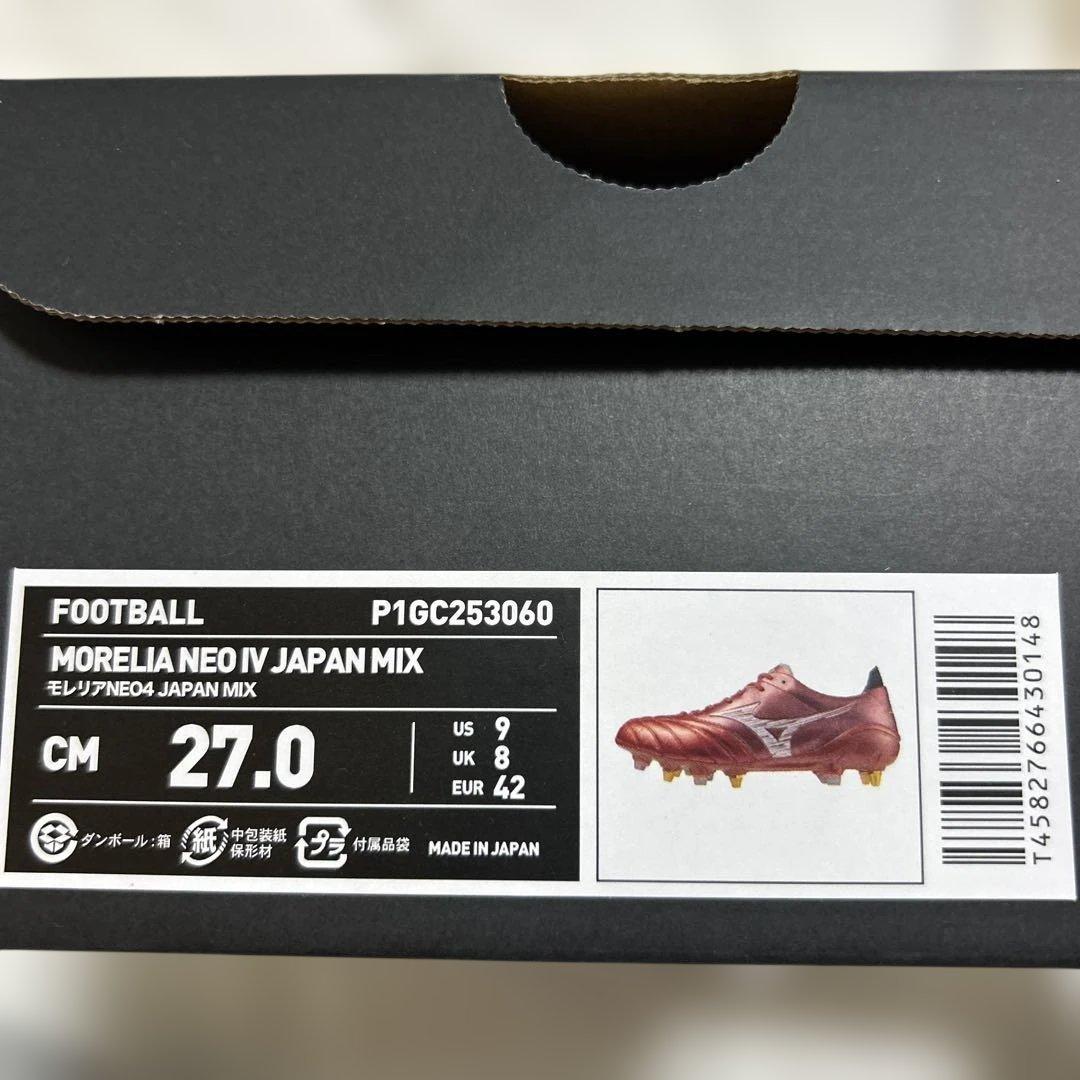 FOOTBALL P1GC253060
MORELIA NEO IV JAPAN MIX
モレリアNEO4 JAPAN MIX
CM 27.0
US 9
UK 8
EUR 42
ダンボール:箱
紙 中包装紙
保形材
プラ 付属品袋
MADE IN JAPAN
T4582766430148